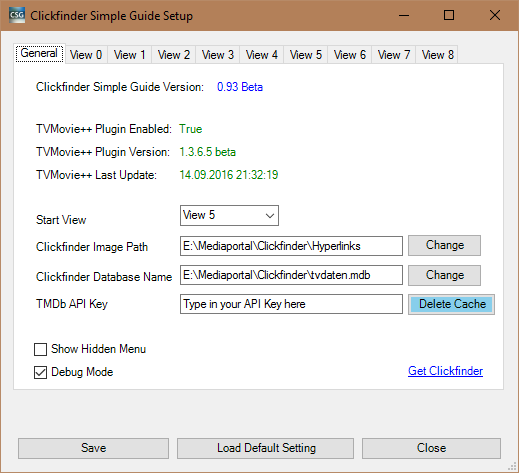 CSG Clickfinder Simple Guide Setup
General View 0 View 1 View 2 View 3 View 4 View 5 View 6 View 7 View 8
Clickfinder Simple Guide Version: 0.93 Beta
TVMovie++ Plugin Enabled: True
TVMovie++ Plugin Version: 1.3.6.5 beta
TVMovie++ Last Update: 14.09.2016 21:32:19
Start View View 5
Clickfinder Image Path E:\Mediaportal\Clickfinder\Hyperlinks Change
Clickfinder Database Name E:\Mediaportal\Clickfinder\tvdaten.mdb Change
TMDb API Key Type in your API Key here Delete Cache
Show Hidden Menu
Debug Mode Get Clickfinder
Save Load Default Setting Close